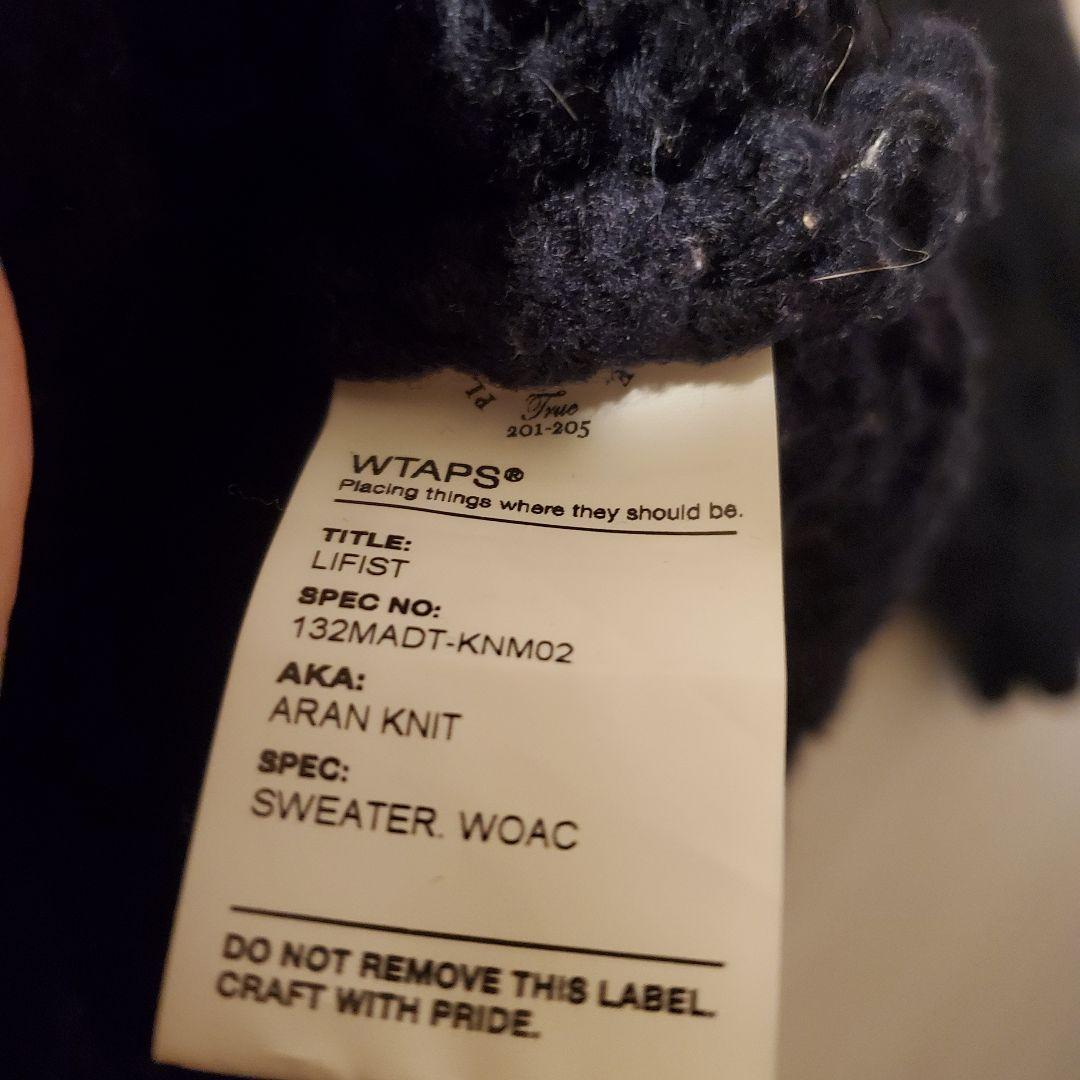 True
201-205
WTAPS®
Placing things where they should be.
TITLE:
LIFIST
SPEC NO:
132MADT-KNM02
AKA:
ARAN KNIT
SPEC:
SWEATER. WOAC
DO NOT REMOVE THIS LABEL.
CRAFT WITH PRIDE.